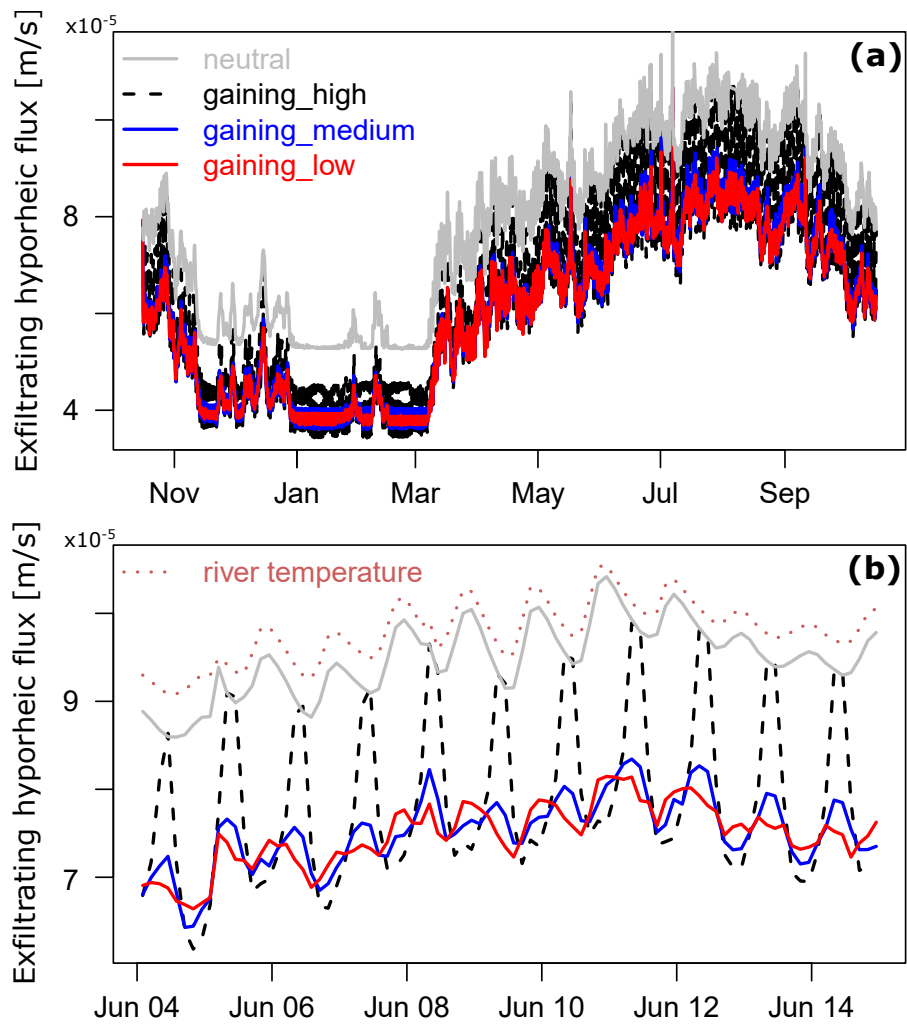 x10⁻⁵
Exfiltrating hyporheic flux [m/s]
(a)
neutral
gaining_high
gaining_medium
gaining_low
8
4
Nov Jan Mar May Jul Sep
x10⁻⁵
Exfiltrating hyporheic flux [m/s]
(b)
river temperature
9
7
Jun 04 Jun 06 Jun 08 Jun 10 Jun 12 Jun 14